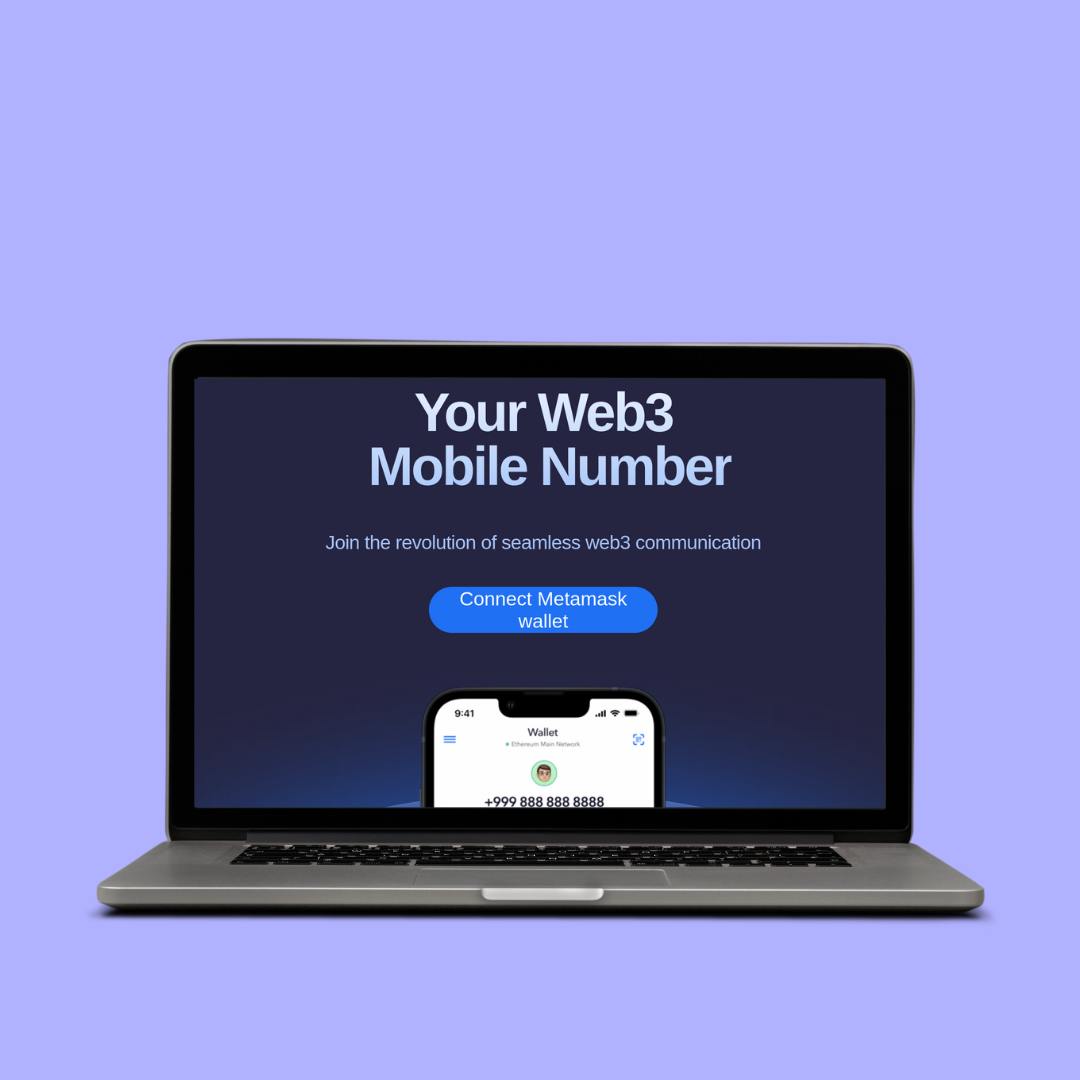 Your Web3
Mobile Number
Join the revolution of seamless web3 communication
Connect Metamask
wallet
9:41
Wallet
Ethereum Main Network
+999 888 888 8888